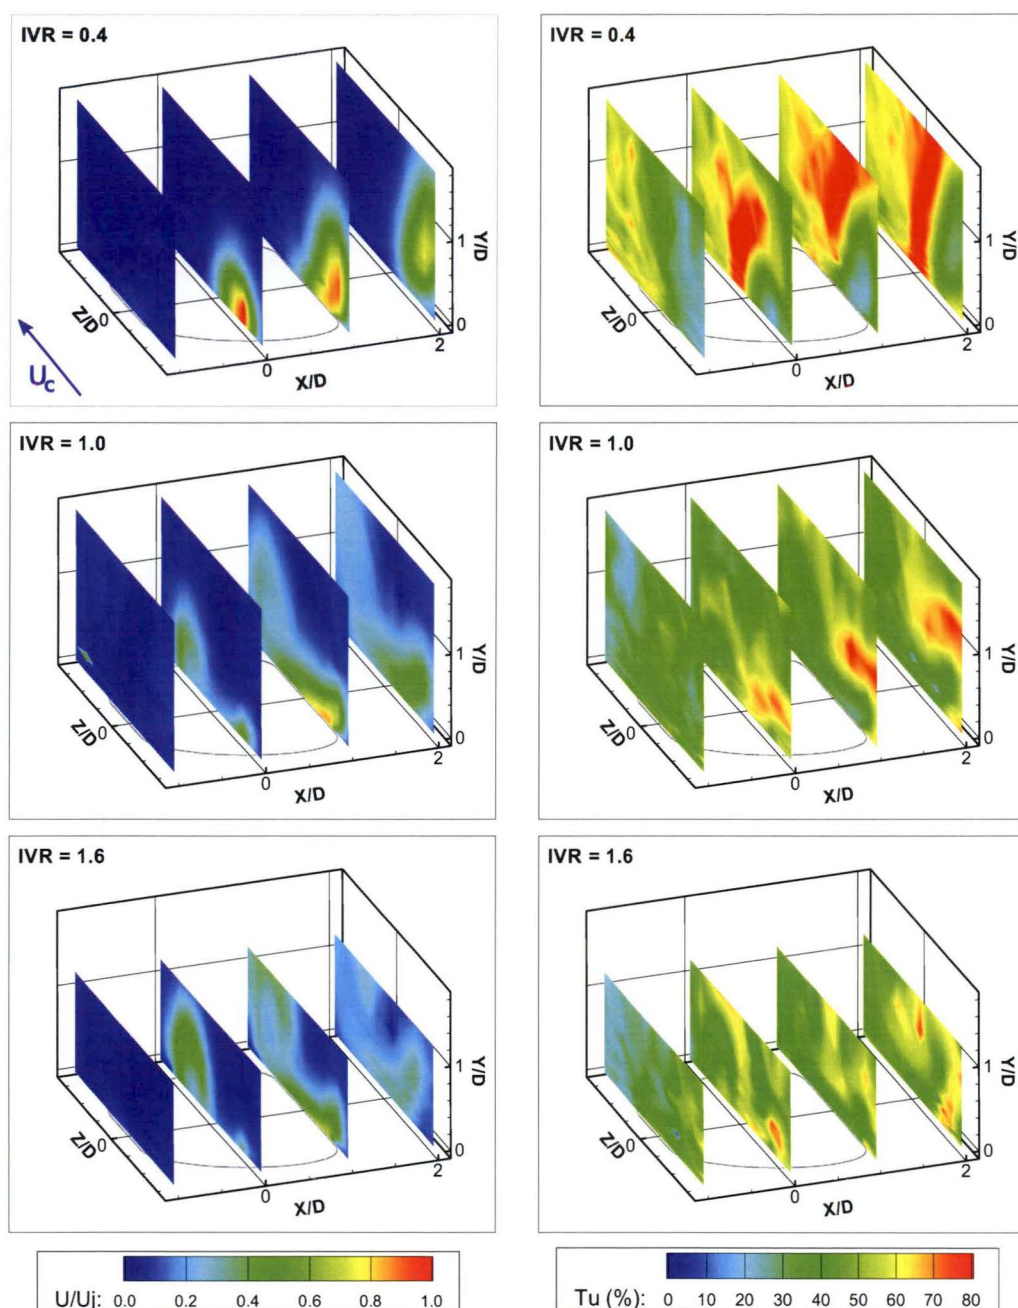 IVR = 0.4
Z/D
0
U_c
0
X/D
2
0
1
Y/D
IVR = 0.4
Z/D
0
0
X/D
2
0
1
Y/D
IVR = 1.0
Z/D
0
0
X/D
2
0
1
Y/D
IVR = 1.0
Z/D
0
0
X/D
2
0
1
Y/D
IVR = 1.6
Z/D
0
0
X/D
2
0
1
Y/D
IVR = 1.6
Z/D
0
0
X/D
2
0
1
Y/D
U/Uj: 0.0 0.2 0.4 0.6 0.8 1.0
Tu (%): 0 10 20 30 40 50 60 70 80